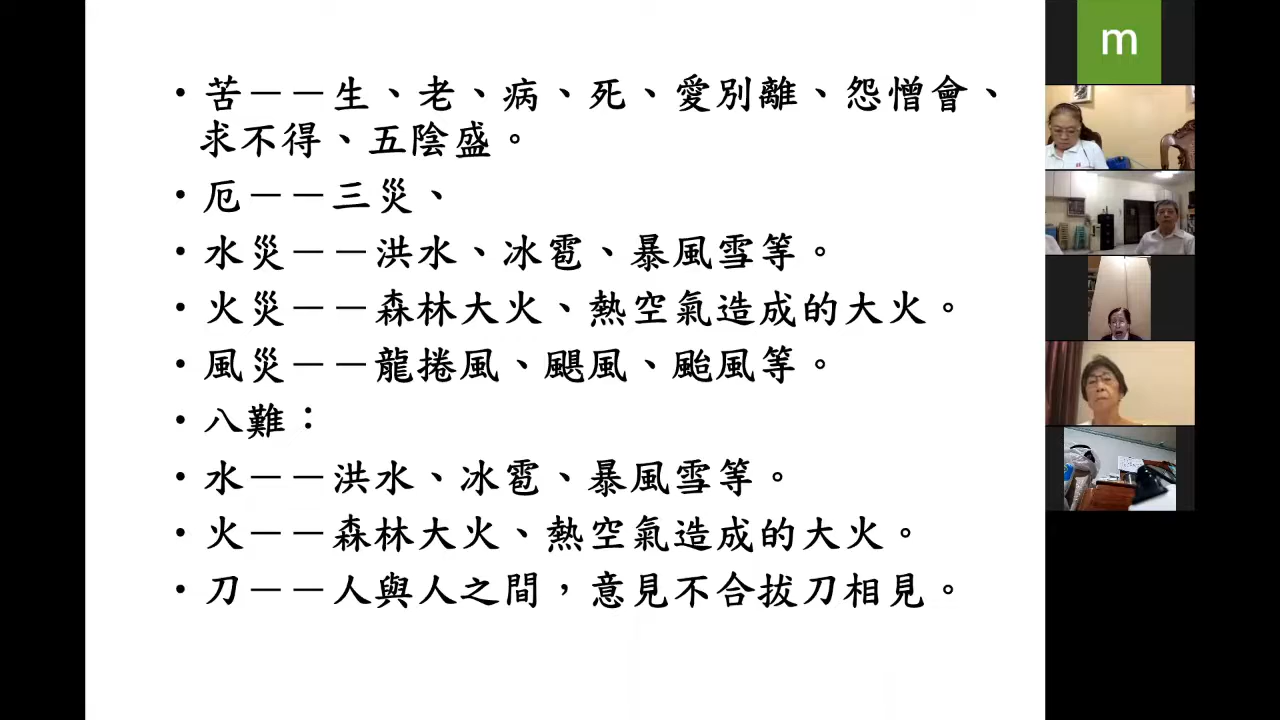 • 苦——生、老、病、死、愛別離、怨憎會、
求不得、五陰盛。
• 厄——三災、
• 水災——洪水、冰雹、暴風雪等。
• 火災——森林大火、熱空氣造成的大火。
• 風災——龍捲風、颶風、颱風等。
• 八難：
• 水——洪水、冰雹、暴風雪等。
• 火——森林大火、熱空氣造成的大火。
• 刀——人與人之間，意見不合拔刀相見。
m